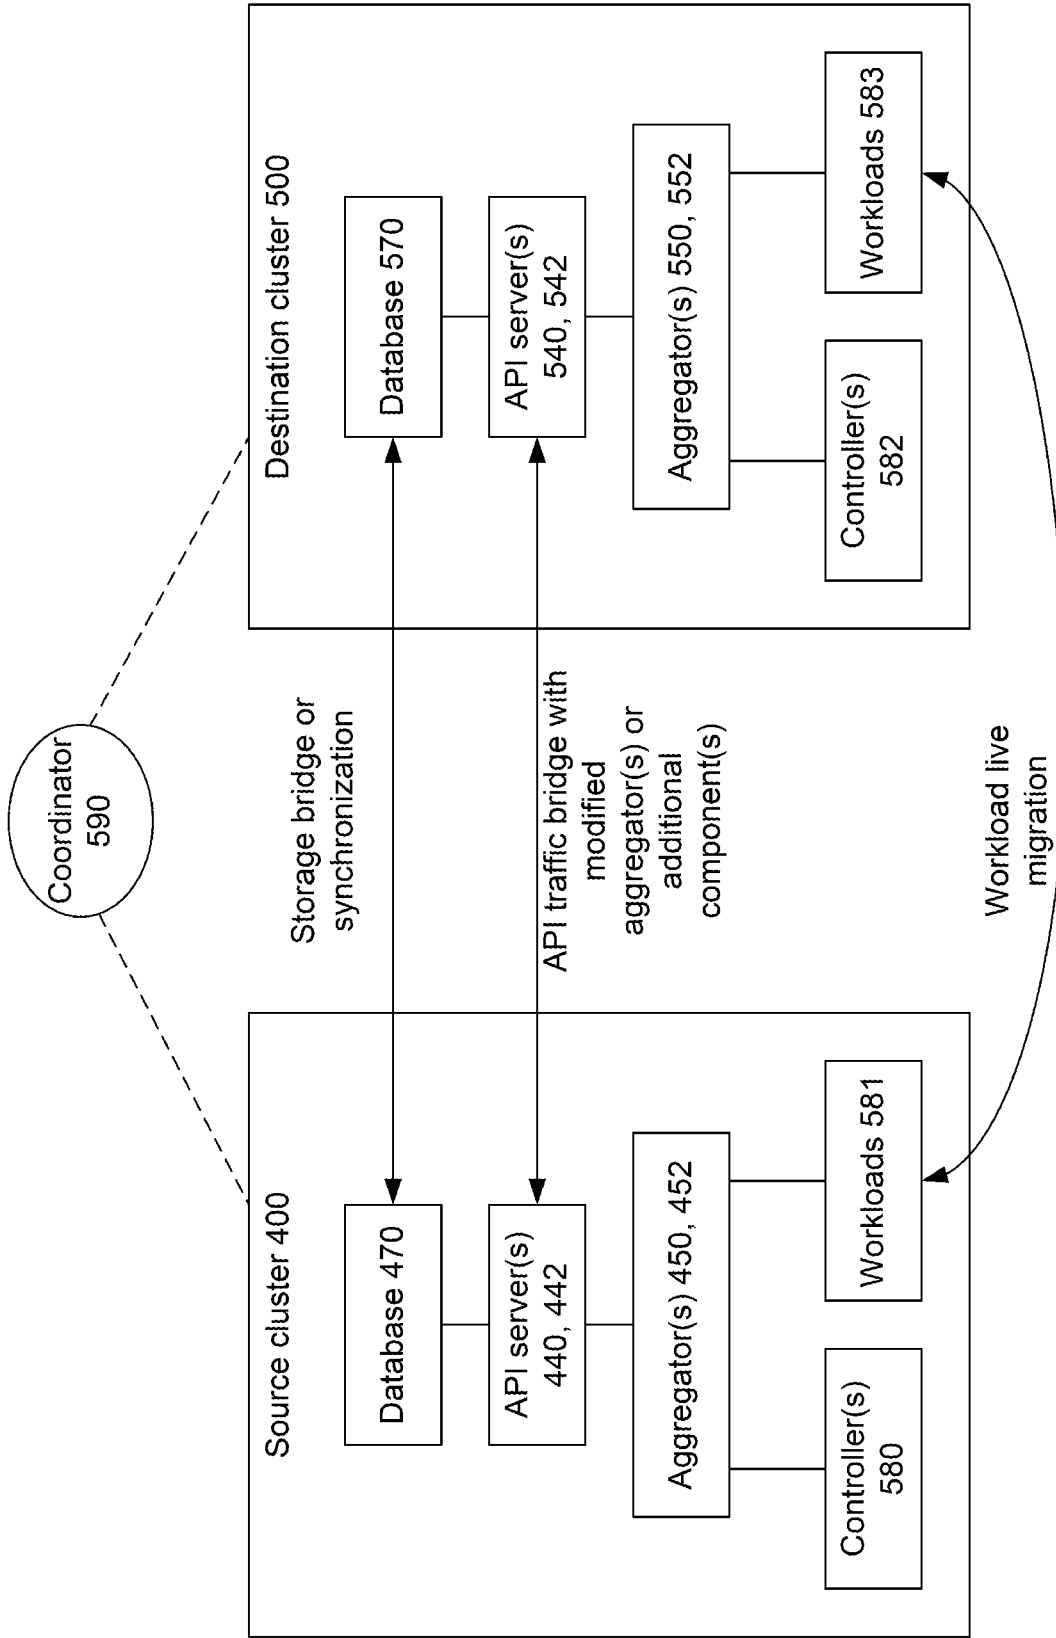 Coordinator
590
Source cluster 400
Database 470
API server(s)
440, 442
Aggregator(s) 450, 452
Controller(s)
580
Workloads 581
Storage bridge or
synchronization
API traffic bridge with
modified
aggregator(s) or
additional
component(s)
Workload live
migration
Destination cluster 500
Database 570
API server(s)
540, 542
Aggregator(s) 550, 552
Controller(s)
582
Workloads 583